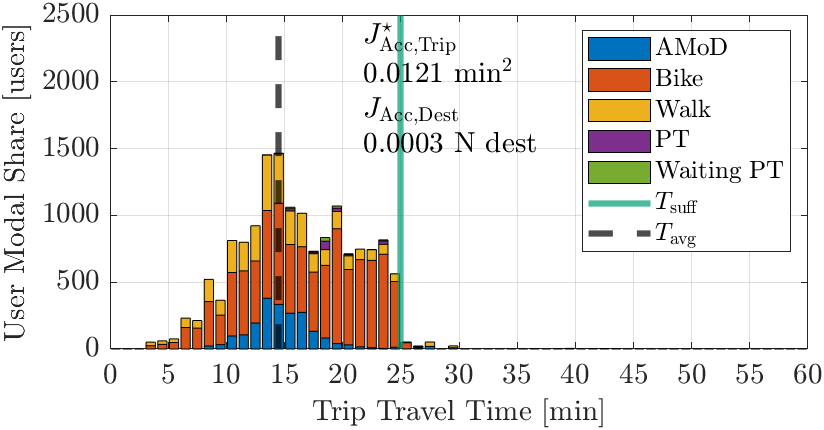 User Modal Share [users]
2500
2000
1500
1000
500
0
J⋆Acc,Trip
0.0121 min²
JAcc,Dest
0.0003 N dest
AMoD
Bike
Walk
PT
Waiting PT
Tsuff
Tavg
0 5 10 15 20 25 30 35 40 45 50 55 60
Trip Travel Time [min]